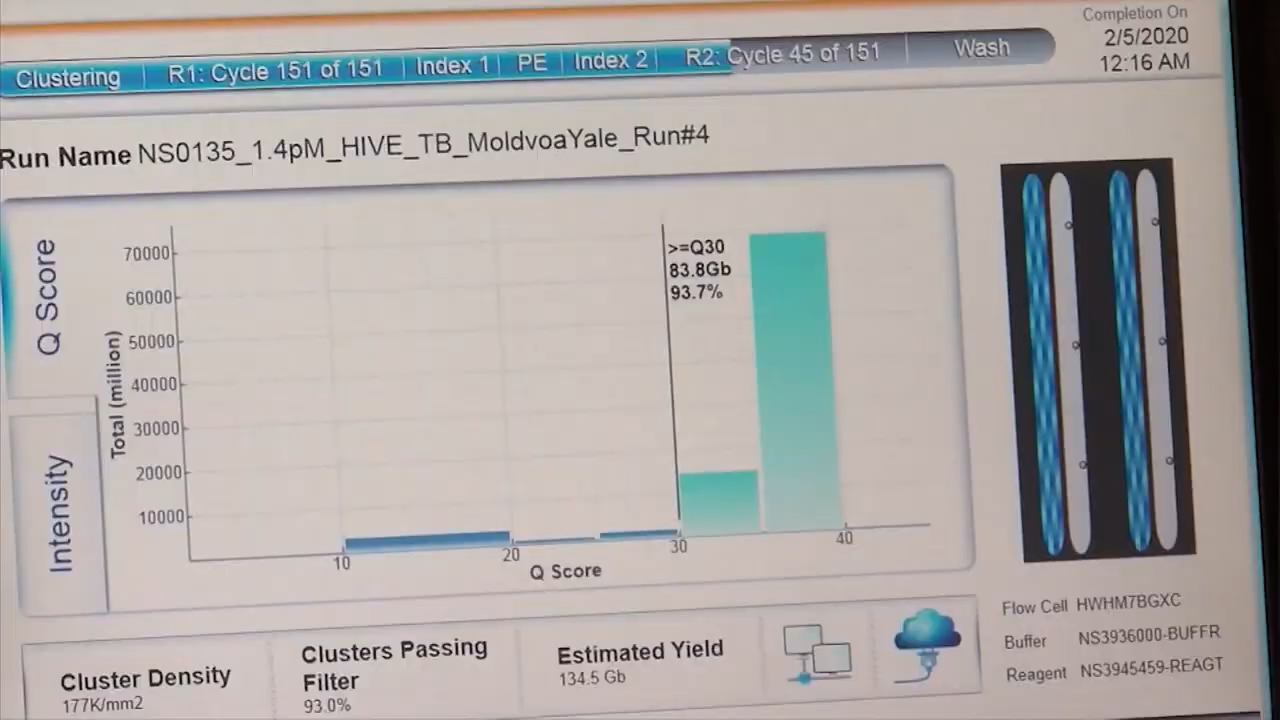 Completion On
2/5/2020
12:16 AM
Clustering R1: Cycle 151 of 151 Index 1 PE Index 2 R2: Cycle 45 of 151 Wash
Run Name NS0135_1.4pM_HIVE_TB_MoldvoaYale_Run#4
Q Score
Intensity
Total (million)
70000
60000
50000
40000
30000
20000
10000
>=Q30
83.8Gb
93.7%
10 20 30 40
Q Score
Cluster Density
177K/mm2
Clusters Passing
Filter
93.0%
Estimated Yield
134.5 Gb
Flow Cell HWHM7BGXC
Buffer NS3936000-BUFFR
Reagent NS3945459-REAGT